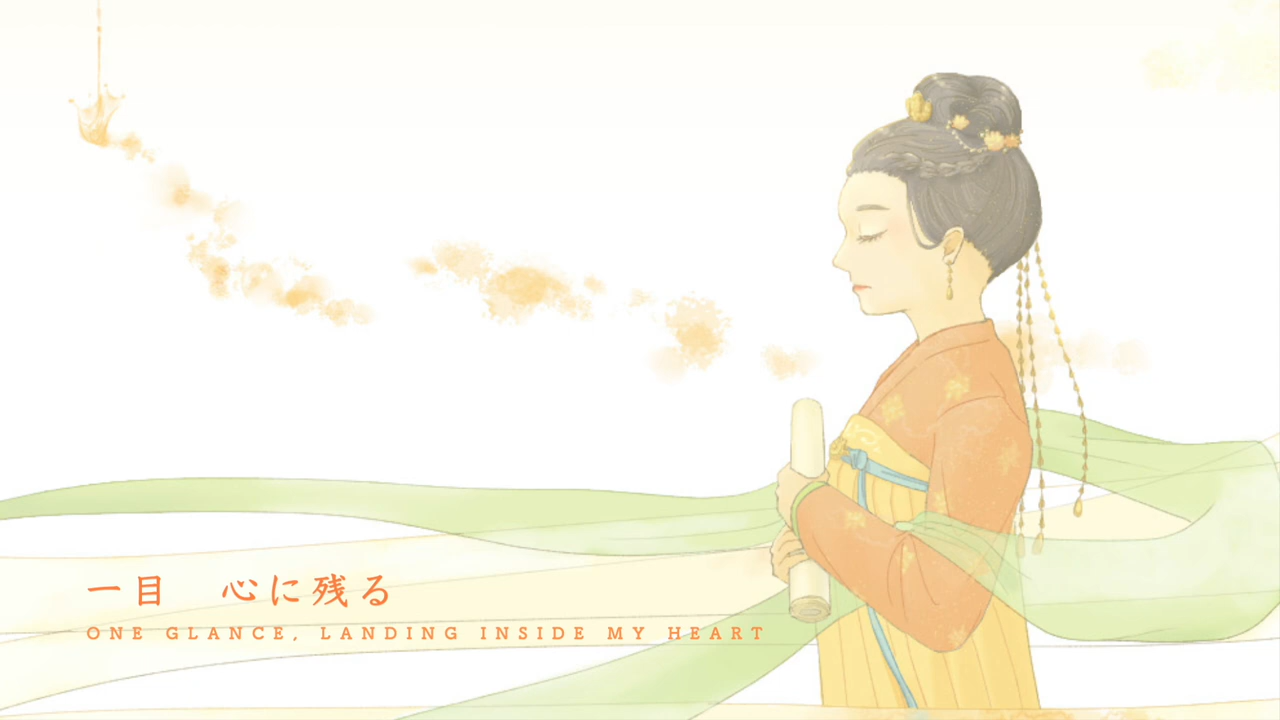 一目　心に残る
ONE GLANCE, LANDING INSIDE MY HEART